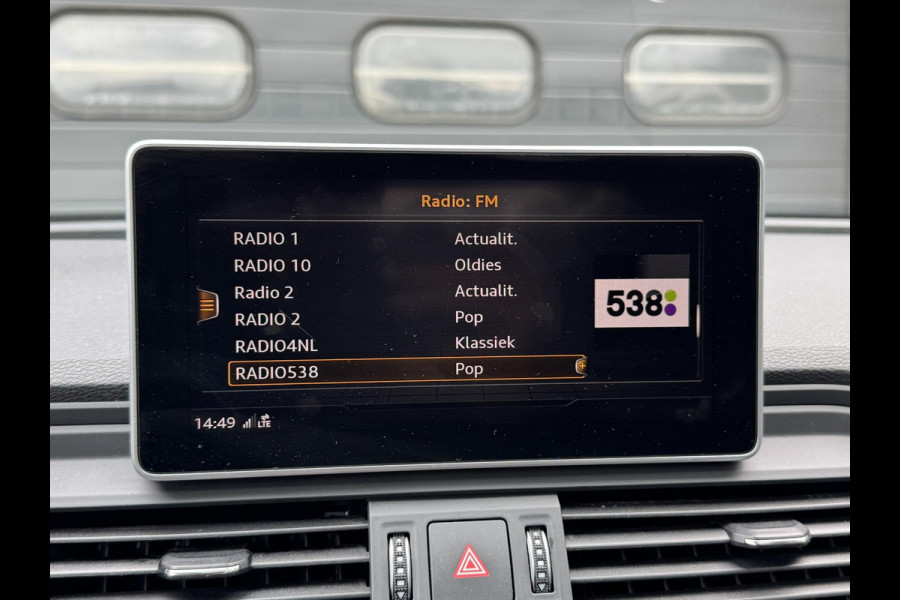 Radio: FM
RADIO 1 Actualit.
RADIO 10 Oldies
Radio 2 Actualit.
RADIO 2 Pop
RADIO4NL Klassiek
RADIO538 Pop
538
14:49 LTE